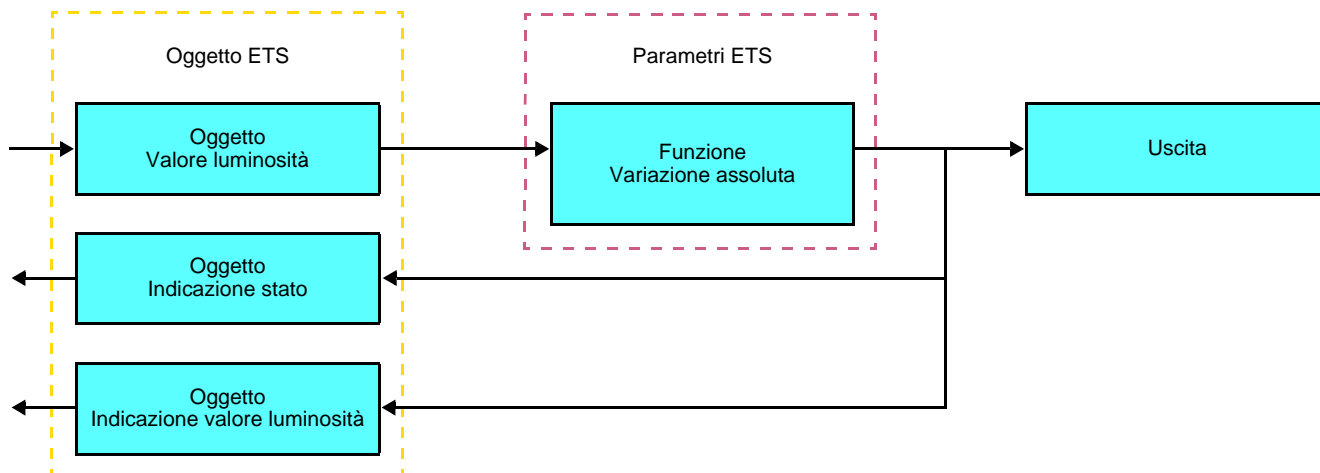 Oggetto ETS
Parametri ETS
Oggetto
Valore luminosità
Funzione
Variazione assoluta
Uscita
Oggetto
Indicazione stato
Oggetto
Indicazione valore luminosità